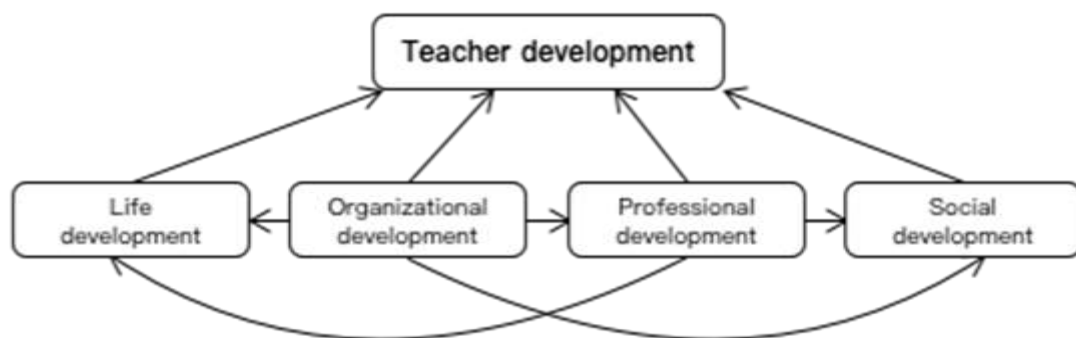 Teacher development
Life
development
Organizational
development
Professional
development
Social
development